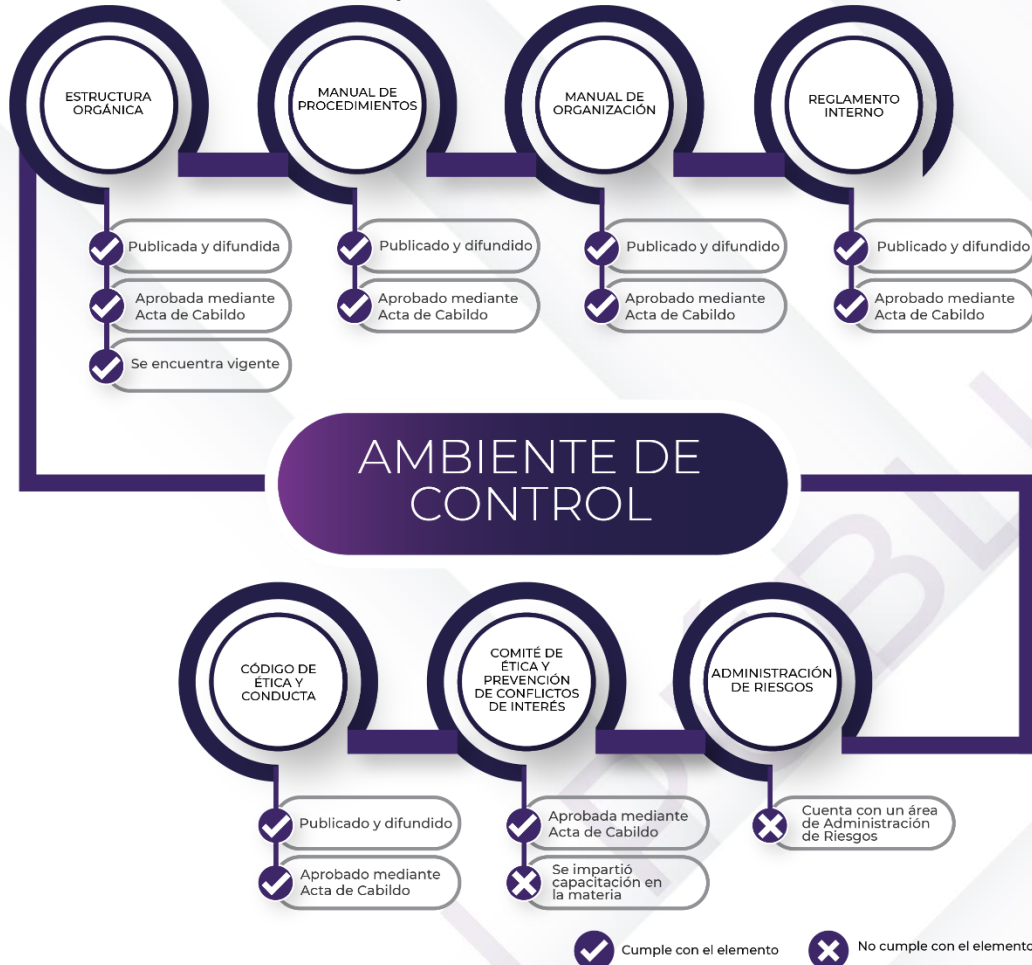 ESTRUCTURA
ORGÁNICA
MANUAL DE
PROCEDIMIENTOS
MANUAL DE
ORGANIZACIÓN
REGLAMENTO
INTERNO
Publicada y difundida
Aprobada mediante
Acta de Cabildo
Se encuentra vigente
Publicado y difundido
Aprobado mediante
Acta de Cabildo
Publicado y difundido
Aprobado mediante
Acta de Cabildo
Publicado y difundido
Aprobado mediante
Acta de Cabildo
AMBIENTE DE
CONTROL
CÓDIGO DE
ÉTICA Y
CONDUCTA
COMITÉ DE
ÉTICA Y
PREVENCIÓN
DE CONFLICTOS
DE INTERÉS
ADMINISTRACIÓN
DE RIESGOS
Publicado y difundido
Aprobado mediante
Acta de Cabildo
Aprobada mediante
Acta de Cabildo
Se impartió
capacitación en
la materia
Cuenta con un área
de Administración
de Riesgos
Cumple con el elemento
No cumple con el elemento